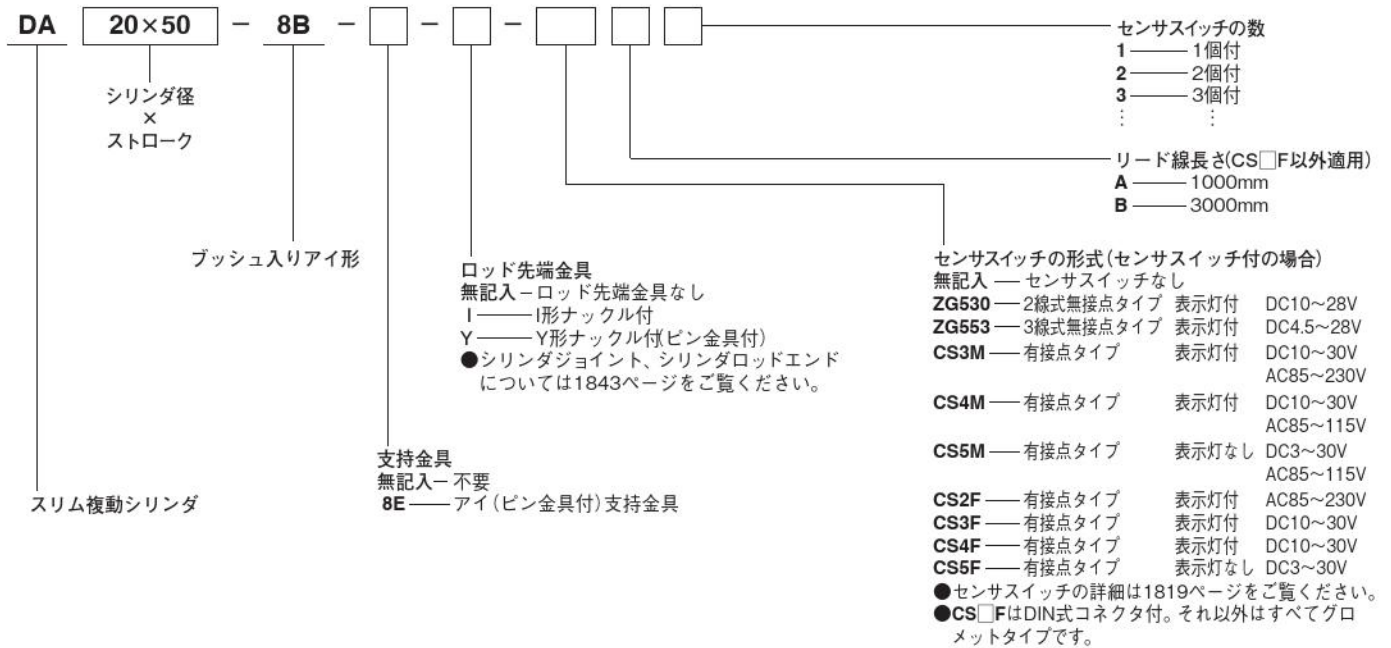 DA 20×50 － 8B － □ － □ － □ □ □
センサスイッチの数
1 ── 1個付
2 ── 2個付
3 ── 3個付
⋮ ⋮
リード線長さ(CS□F以外適用)
A ── 1000mm
B ── 3000mm
シリンダ径
×
ストローク
ブッシュ入りアイ形
センサスイッチの形式(センサスイッチ付の場合)
無記入 ── センサスイッチなし
ZG530 ── 2線式無接点タイプ 表示灯付 DC10～28V
ZG553 ── 3線式無接点タイプ 表示灯付 DC4.5～28V
CS3M ── 有接点タイプ 表示灯付 DC10～30V
AC85～230V
CS4M ── 有接点タイプ 表示灯付 DC10～30V
AC85～115V
CS5M ── 有接点タイプ 表示灯なし DC3～30V
AC85～115V
CS2F ── 有接点タイプ 表示灯付 AC85～230V
CS3F ── 有接点タイプ 表示灯付 DC10～30V
CS4F ── 有接点タイプ 表示灯付 DC10～30V
CS5F ── 有接点タイプ 表示灯なし DC3～30V
●センサスイッチの詳細は1819ページをご覧ください。
●CS□FはDIN式コネクタ付。それ以外はすべてグロ
メットタイプです。
ロッド先端金具
無記入－ロッド先端金具なし
I ── I形ナックル付
Y ── Y形ナックル付(ピン金具付)
●シリンダジョイント、シリンダロッドエンド
については1843ページをご覧ください。
支持金具
無記入－不要
8E ── アイ(ピン金具付)支持金具
スリム複動シリンダ